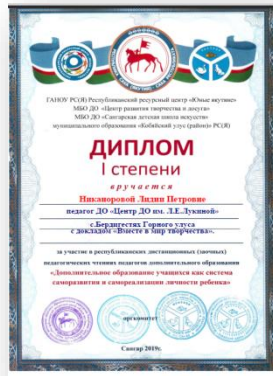 ГАНОУ РС(Я) Республиканский ресурсный центр «Юные якутяне»
МБО ДО «Центр развития творчества и досуга»
МБО ДО «Сангарская детская школа искусств»
муниципального образования «Кобяйский улус (район)» РС(Я)
ДИПЛОМ
I степени
вручается
Никаноровой Лидии Петровне
педагог ДО «Центр ДО им. Л.Е.Лукиной»
с.Бердигестях Горного улуса
с докладом «Вместе в мир творчества».
за участие в республиканских дистанционных (заочных)
педагогических чтениях педагогов дополнительного образования
«Дополнительное образование учащихся как система
саморазвития и самореализации личности ребенка»
оргкомитет
Сангар 2019г.